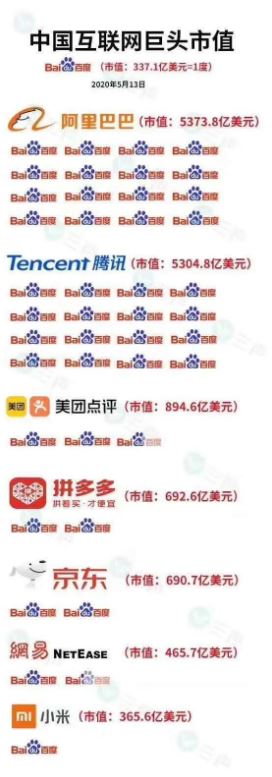 中国互联网巨头市值
Bai百度 (市值：337.1亿美元=1度)
2020年5月13日
阿里巴巴 (市值：5373.8亿美元)
Bai百度 Bai百度 Bai百度 Bai百度
Bai百度 Bai百度 Bai百度 Bai百度
Bai百度 Bai百度 Bai百度 Bai百度
Bai百度 Bai百度 Bai百度 Bai百度
Tencent 腾讯 (市值：5304.8亿美元)
Bai百度 Bai百度 Bai百度 Bai百度
Bai百度 Bai百度 Bai百度 Bai百度
Bai百度 Bai百度 Bai百度 Bai百度
Bai百度 Bai百度 Bai百度 Bai百度
美团 美团点评 (市值：894.6亿美元)
Bai百度 Bai百度 Bai百度
拼多多 (市值：692.6亿美元)
拼着买·才便宜
Bai百度 Bai百度
京东 (市值：690.7亿美元)
Bai百度 Bai百度
網易 NETEASE (市值：465.7亿美元)
Bai百度 Bai百度
MI 小米 (市值：365.6亿美元)
Bai百度